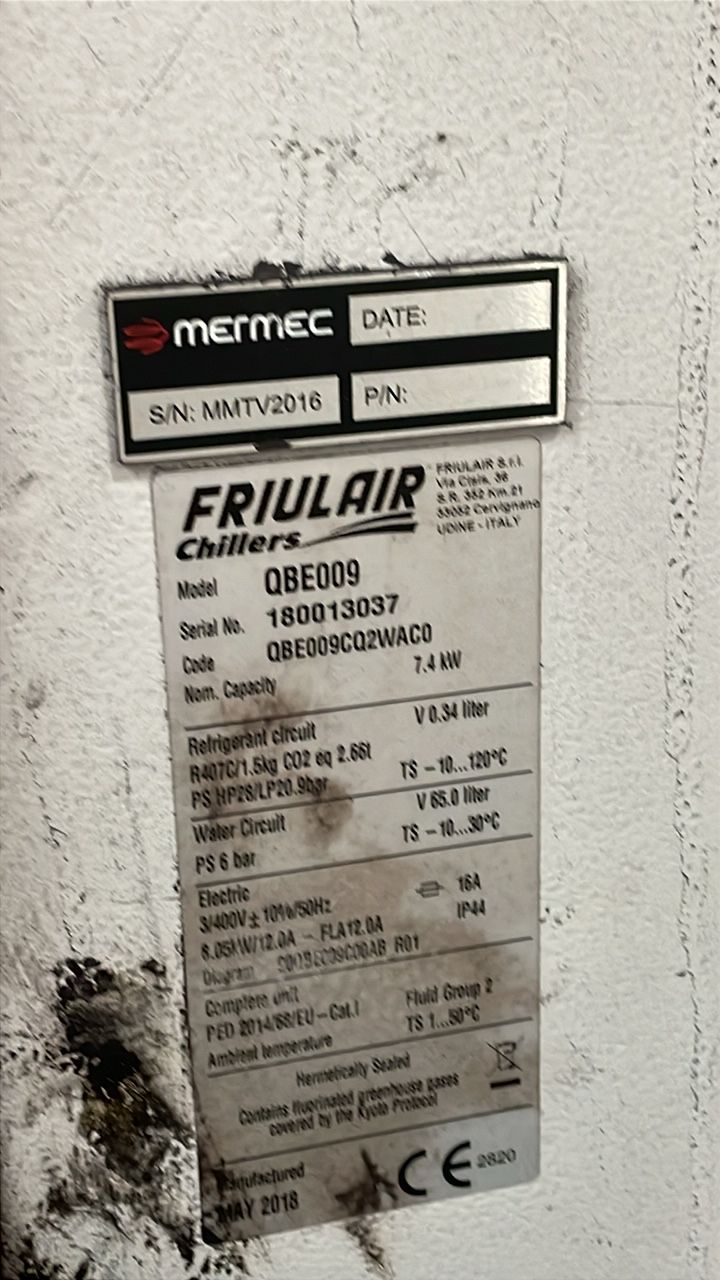 mermec
DATE:
S/N: MMTV2016
P/N:
FRIULAIR
Chillers
FRIULAIR S.r.l.
Via Cisis, 36
S.R. 352 Km.21
33052 Cervignano
UDINE - ITALY
Model QBE009
Serial No. 180013037
Code QBE009CQ2WAC0
Nom. Capacity 7.4 kW
Refrigerant circuit V 0.34 liter
R407C/1.5kg CO2 eq 2.66t
PS HP28/LP20.9bar TS -10...120°C
Water Circuit V 65.0 liter
PS 6 bar TS -10...30°C
Electric
3/400V±10%/50Hz 16A
6.05kW/12.0A - FLA12.0A IP44
Diagram R01
Complete unit
PED 2014/68/EU-Cat.I Fluid Group 2
Ambient temperature TS 1...50°C
Hermetically Sealed
Contains fluorinated greenhouse gases
covered by the Kyoto Protocol
Manufactured
MAY 2018
CE 2820